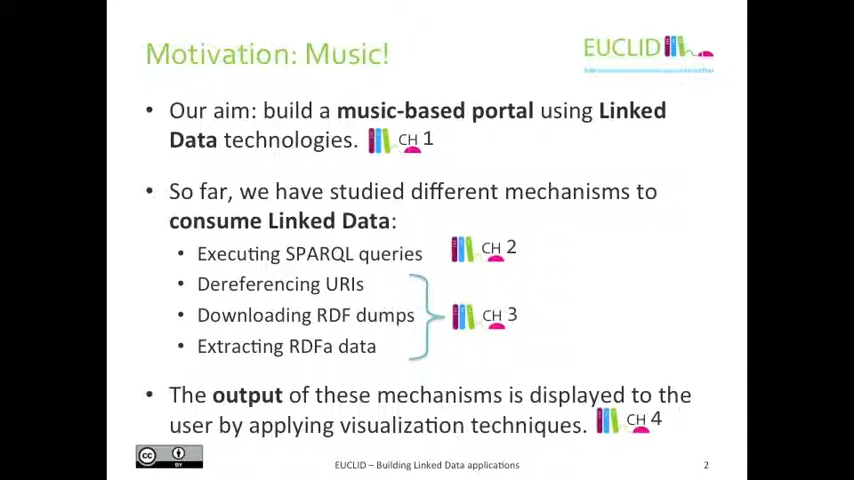 Motivation: Music!
EUCLID
• Our aim: build a music-based portal using Linked
Data technologies. CH 1
• So far, we have studied different mechanisms to
consume Linked Data:
• Executing SPARQL queries CH 2
• Dereferencing URIs
• Downloading RDF dumps CH 3
• Extracting RDFa data
• The output of these mechanisms is displayed to the
user by applying visualization techniques. CH 4
cc BY
EUCLID – Building Linked Data applications
2